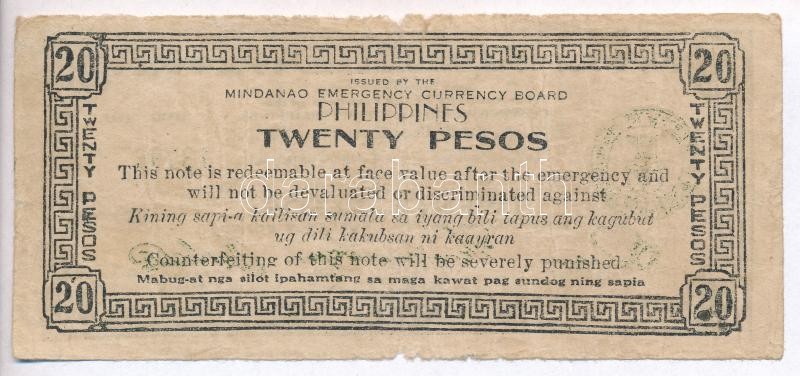 20 20
ISSUED BY THE
MINDANAO EMERGENCY CURRENCY BOARD
PHILIPPINES
TWENTY PESOS
This note is redeemable at face value after the emergency and
will not be devaluated or discriminated against
Kining sapi-a kailisan sumala sa iyang bili tapus ang kagubut
ug dili kakubsan ni kaayran
Counterfeiting of this note will be severely punished
Mabug-at nga silot ipahamtang sa maga kawat pag sundog ning sapia
TWENTY PESOS
TWENTY PESOS
20 20
darabanth